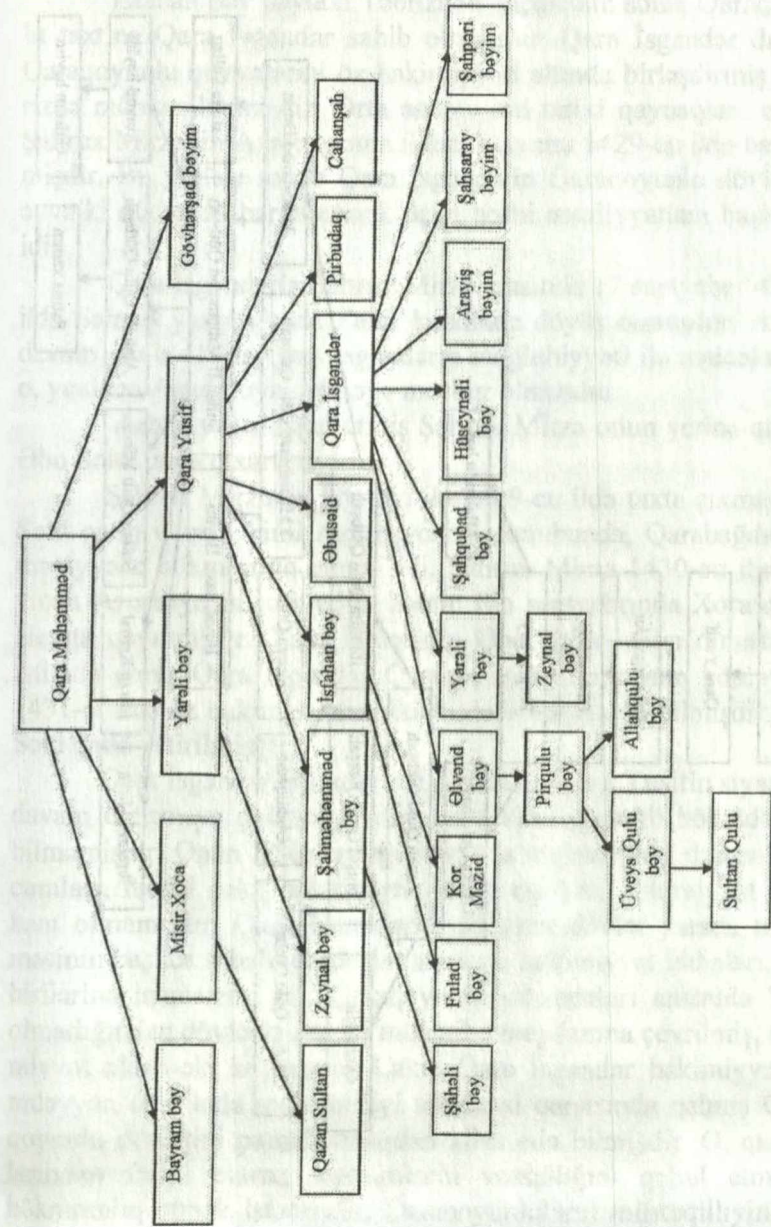 Qara Məhəmməd
Bayram bəy
Misir Xoca
Yarəli bəy
Qara Yusif
Gövhərşad bəyim
Qazan Sultan
Zeynal bəy
Şahməhəmməd
bəy
İsfahan bəy
Əbusəid
Qara İsgəndər
Pirbudaq
Cahanşah
Şahəli
bəy
Fulad
bəy
Kor
Məzid
Əlvənd
bəy
Yarəli
bəy
Şahqubad
bəy
Hüseynəli
bəy
Arayiş
bəyim
Şahsaray
bəyim
Şahpəri
bəyim
Pirqulu
bəy
Zeynal
bəy
Üveys Qulu
bəy
Allahqulu
bəy
Sultan Qulu